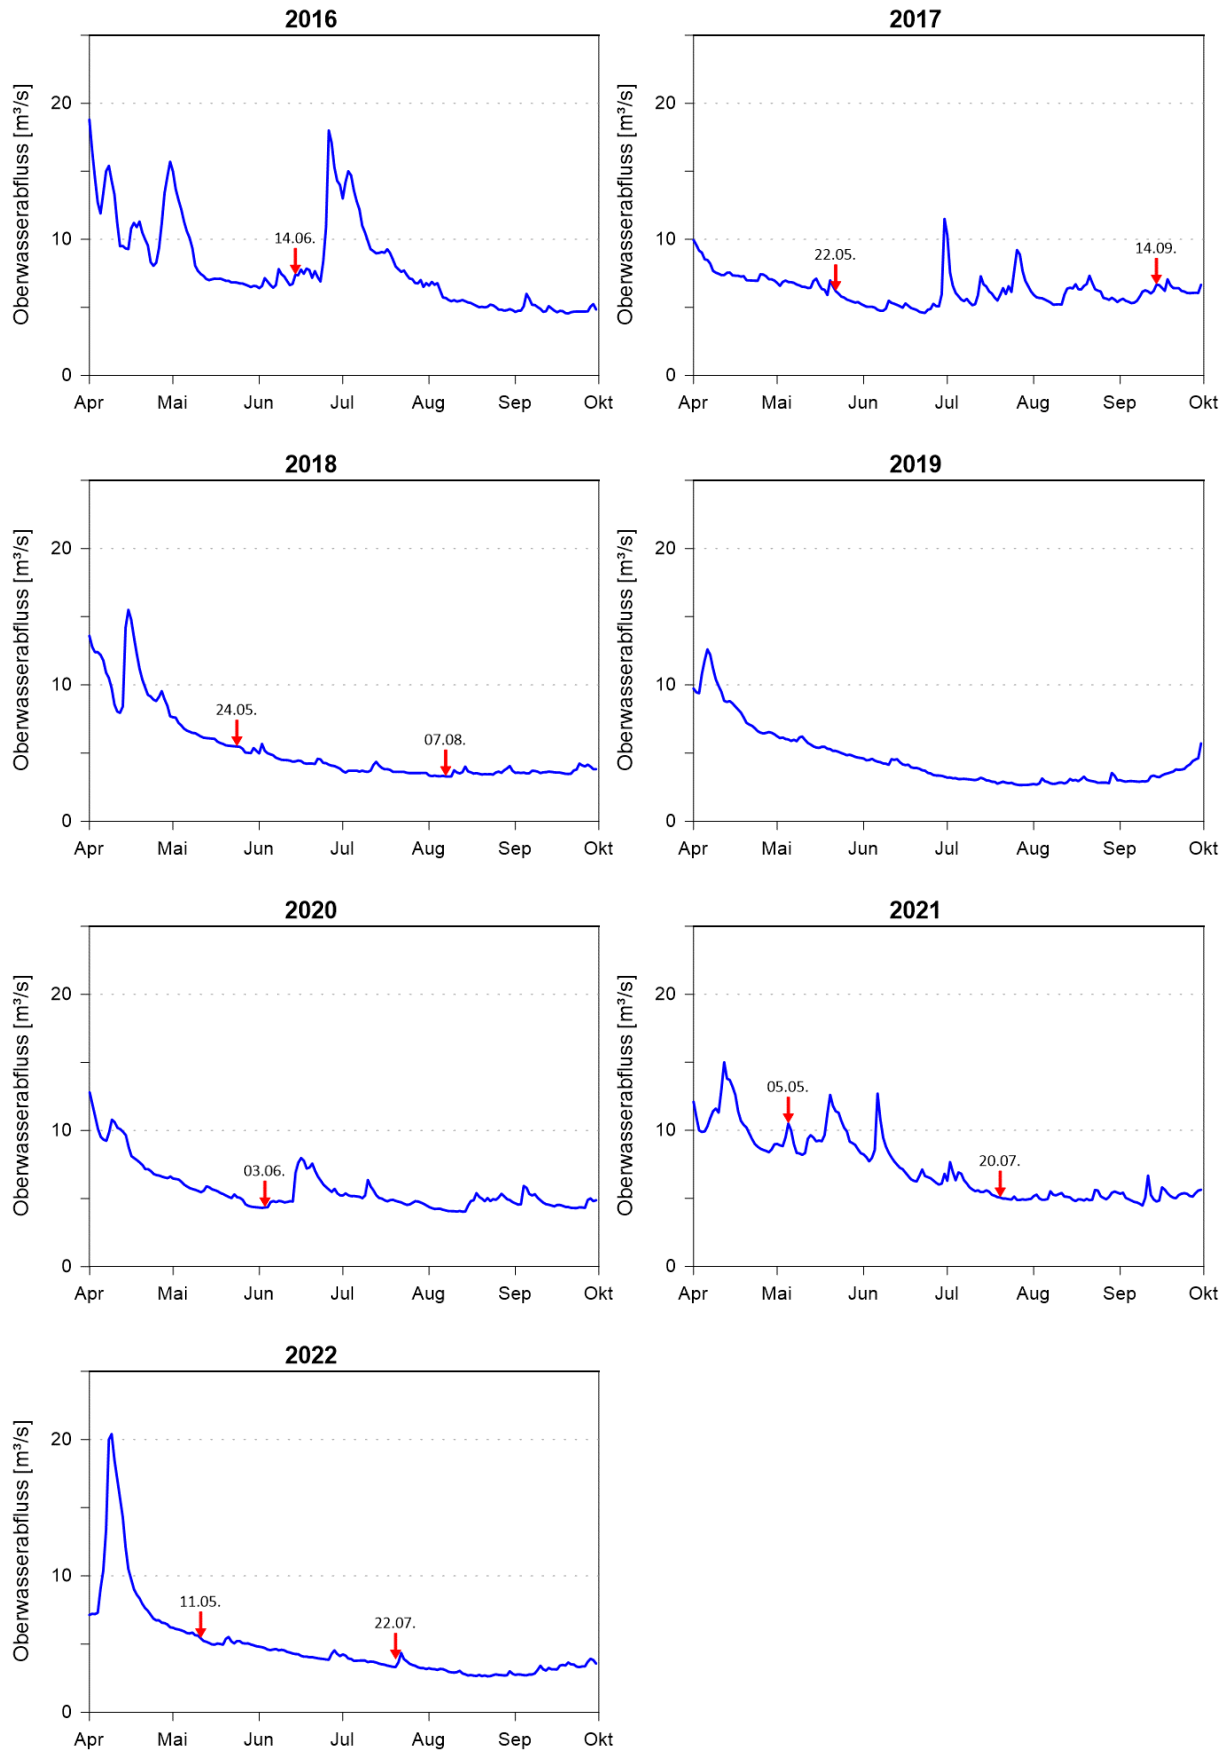 2016
Oberwasserabfluss [m³/s]
20
10
0
14.06.
Apr Mai Jun Jul Aug Sep Okt
2017
Oberwasserabfluss [m³/s]
20
10
0
22.05.
14.09.
Apr Mai Jun Jul Aug Sep Okt
2018
Oberwasserabfluss [m³/s]
20
10
0
24.05.
07.08.
Apr Mai Jun Jul Aug Sep Okt
2019
Oberwasserabfluss [m³/s]
20
10
0
Apr Mai Jun Jul Aug Sep Okt
2020
Oberwasserabfluss [m³/s]
20
10
0
03.06.
Apr Mai Jun Jul Aug Sep Okt
2021
Oberwasserabfluss [m³/s]
20
10
0
05.05.
20.07.
Apr Mai Jun Jul Aug Sep Okt
2022
Oberwasserabfluss [m³/s]
20
10
0
11.05.
22.07.
Apr Mai Jun Jul Aug Sep Okt